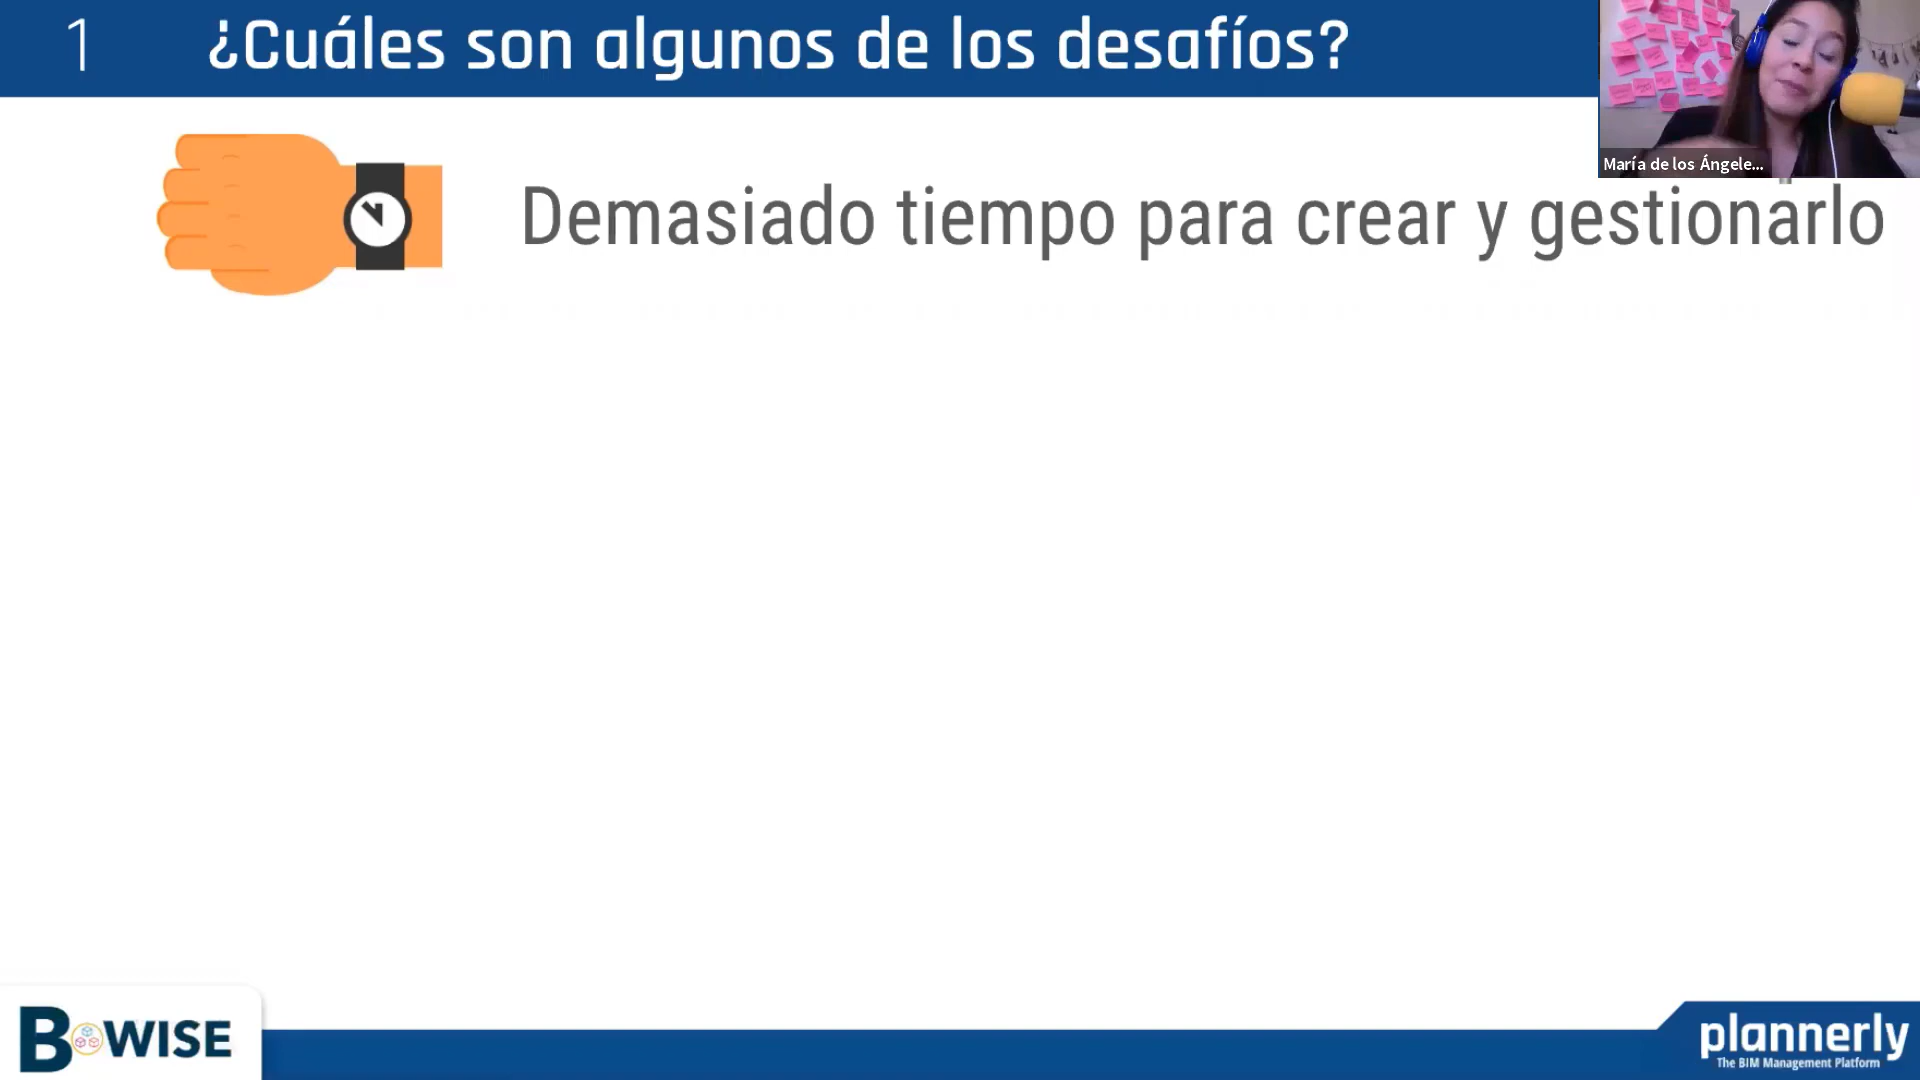 1 ¿Cuáles son algunos de los desafíos?
María de los Ángele...
Demasiado tiempo para crear y gestionarlo
B WISE
plannerly
The BIM Management Platform